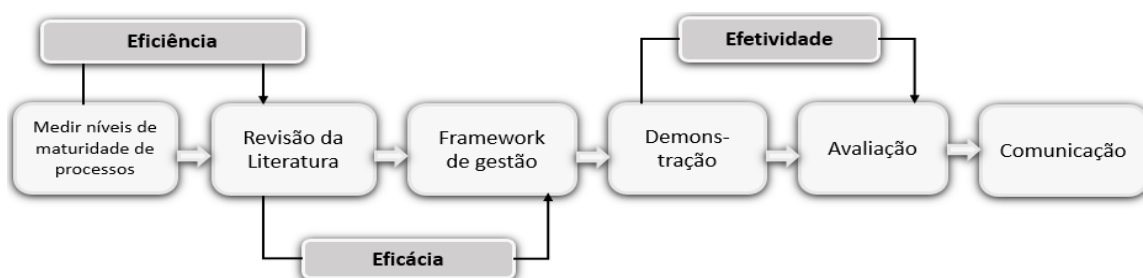 Eficiência
Efetividade
Medir níveis de
maturidade de
processos
Revisão da
Literatura
Framework
de gestão
Demons-
tração
Avaliação
Comunicação
Eficácia